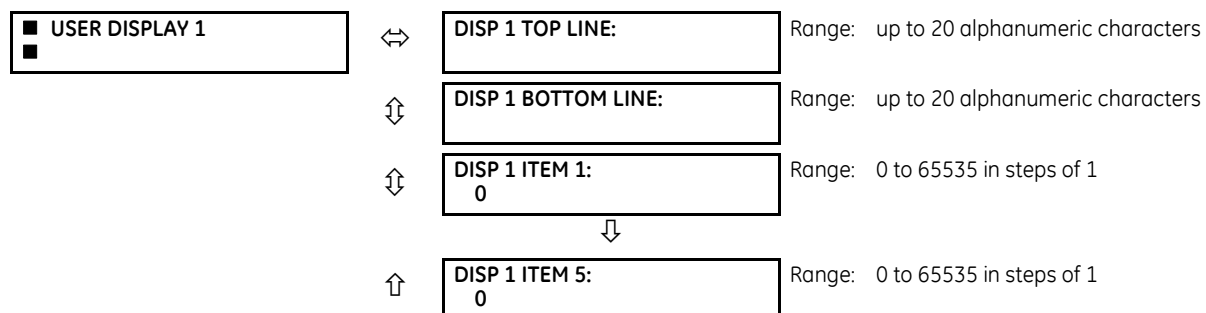 ■ USER DISPLAY 1
■
DISP 1 TOP LINE:
Range: up to 20 alphanumeric characters
DISP 1 BOTTOM LINE:
Range: up to 20 alphanumeric characters
DISP 1 ITEM 1:
0
Range: 0 to 65535 in steps of 1
DISP 1 ITEM 5:
0
Range: 0 to 65535 in steps of 1